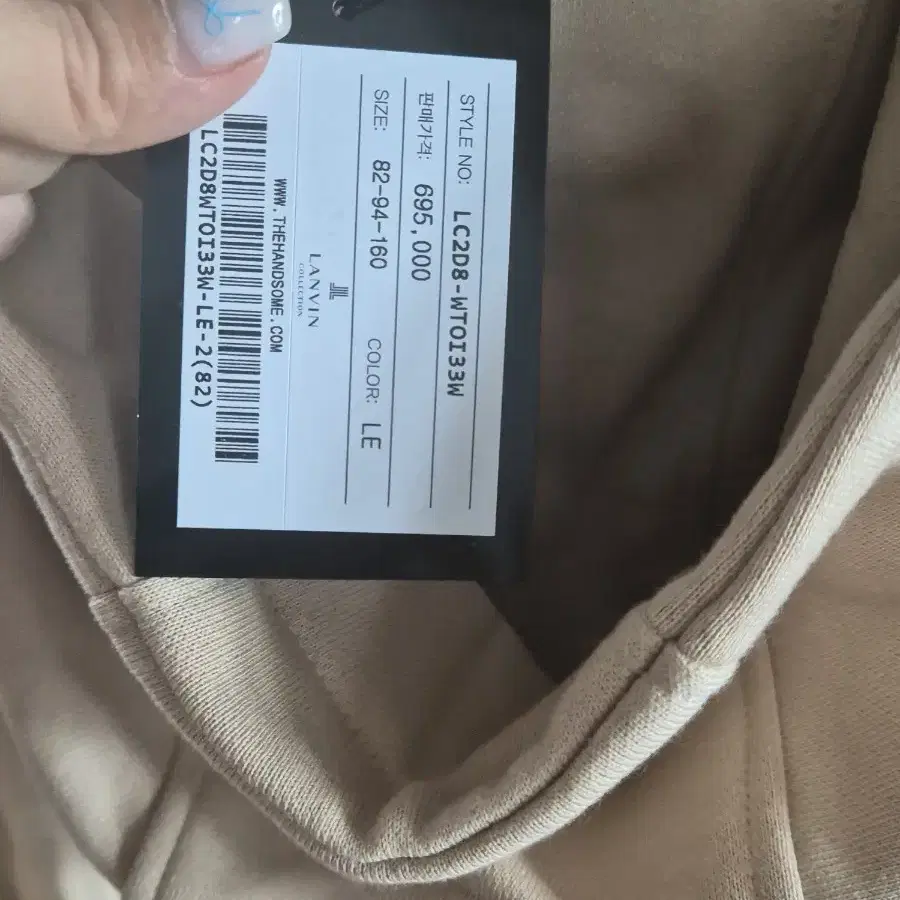 STYLE NO: LC2D8-WTOI33W
판매가격: 695,000
SIZE: 82-94-160 COLOR: LE
LANVIN
COLLECTION
WWW.THEHANDSOME.COM
LC2D8WTOI33W-LE-2(82)